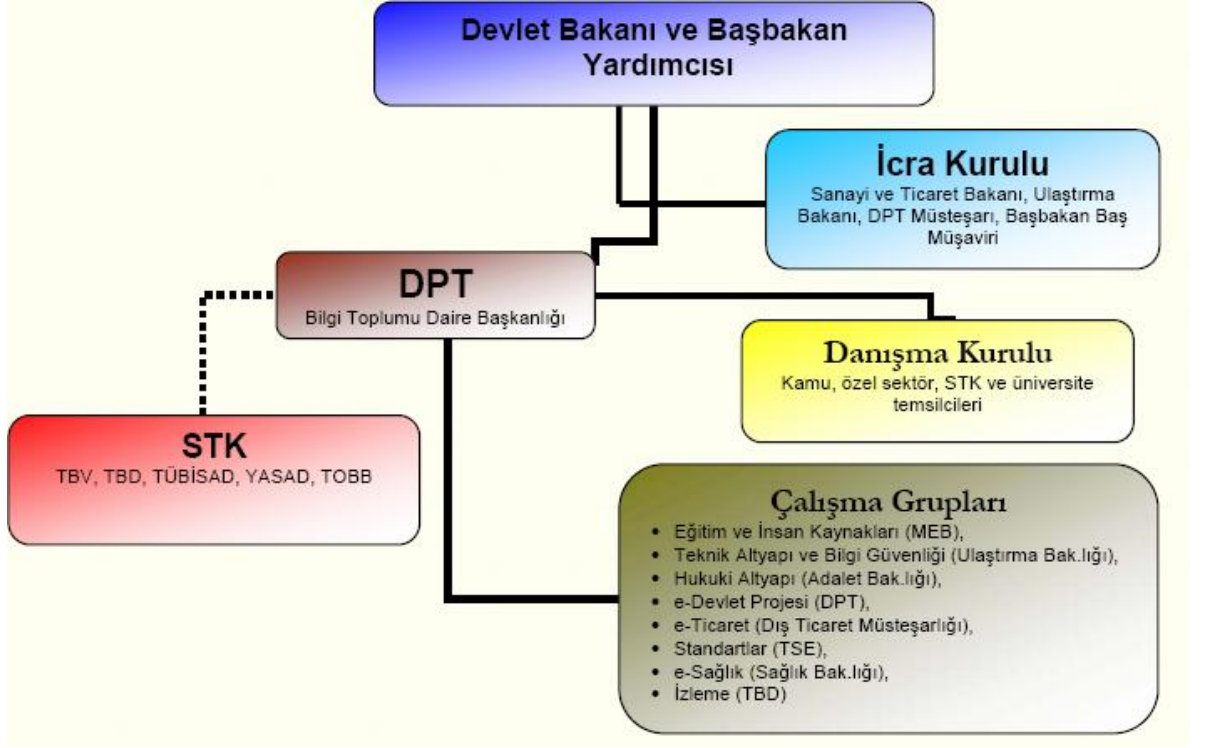 Devlet Bakanı ve Başbakan
Yardımcısı
İcra Kurulu
Sanayi ve Ticaret Bakanı, Ulaştırma
Bakanı, DPT Müsteşarı, Başbakan Baş
Müşaviri
DPT
Bilgi Toplumu Daire Başkanlığı
Danışma Kurulu
Kamu, özel sektör, STK ve üniversite
temsilcileri
STK
TBV, TBD, TÜBİSAD, YASAD, TOBB
Çalışma Grupları
• Eğitim ve İnsan Kaynakları (MEB),
• Teknik Altyapı ve Bilgi Güvenliği (Ulaştırma Bak.lığı),
• Hukuki Altyapı (Adalet Bak.lığı),
• e-Devlet Projesi (DPT),
• e-Ticaret (Dış Ticaret Müsteşarlığı),
• Standartlar (TSE),
• e-Sağlık (Sağlık Bak.lığı),
• İzleme (TBD)